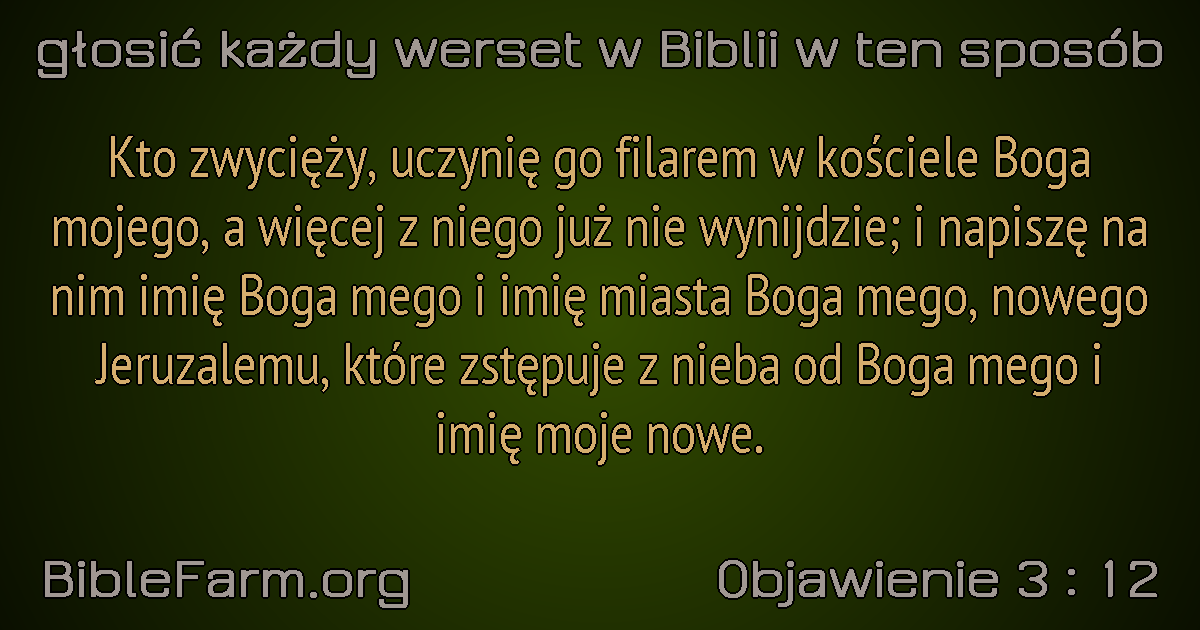 głosić każdy werset w Biblii w ten sposób
Kto zwycięży, uczynię go filarem w kościele Boga
mojego, a więcej z niego już nie wynijdzie; i napiszę na
nim imię Boga mego i imię miasta Boga mego, nowego
Jeruzalemu, które zstępuje z nieba od Boga mego i
imię moje nowe.
BibleFarm.org
Objawienie 3 : 12